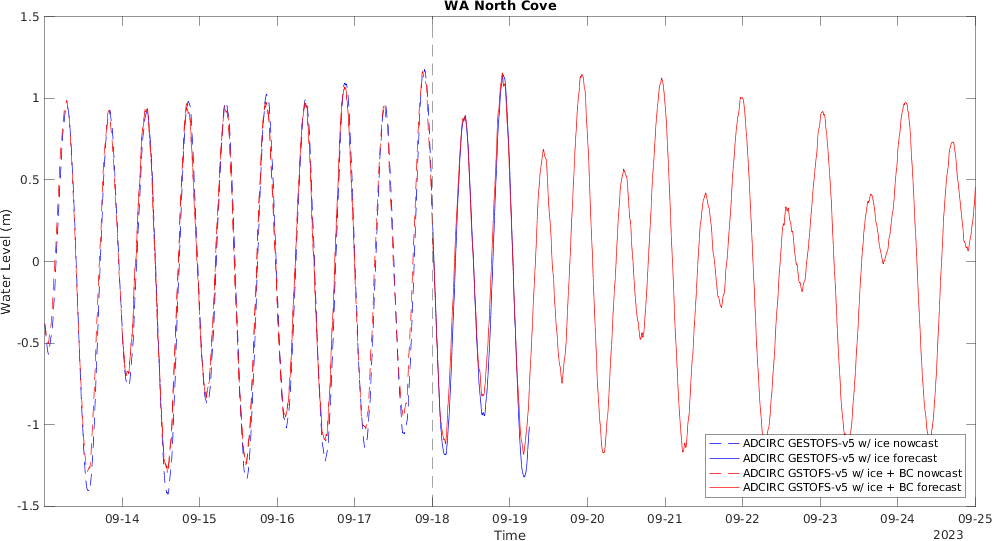 WA North Cove
1.5
1
0.5
0
-0.5
-1
-1.5
Water Level (m)
09-14
09-15
09-16
09-17
09-18
09-19
09-20
09-21
09-22
09-23
09-24
09-25
Time
2023
ADCIRC GESTOFS-v5 w/ ice nowcast
ADCIRC GESTOFS-v5 w/ ice forecast
ADCIRC GSTOFS-v5 w/ ice + BC nowcast
ADCIRC GSTOFS-v5 w/ ice + BC forecast